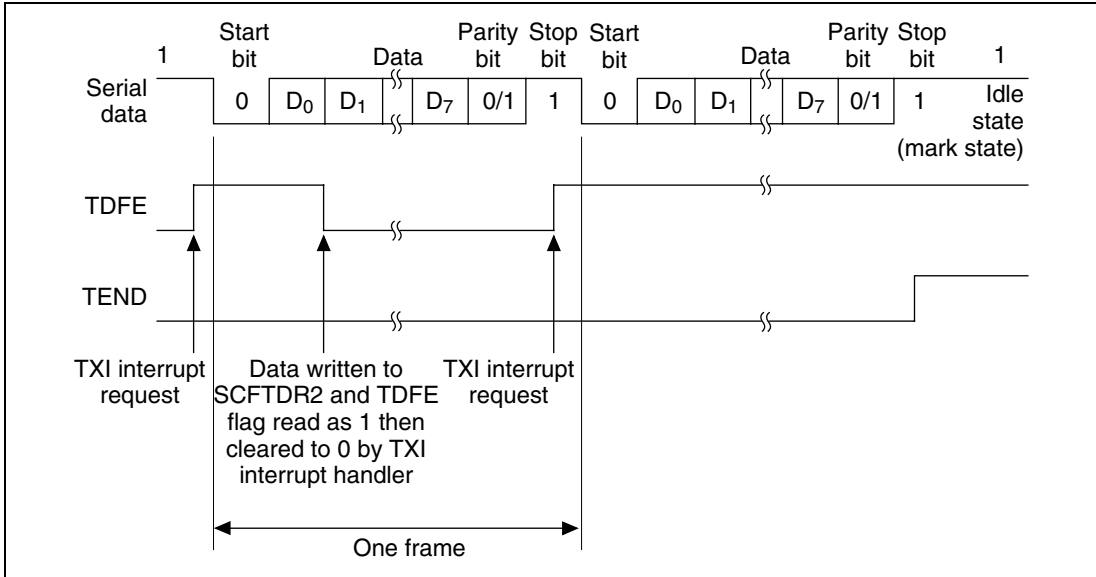 1
Start bit
Data
Parity bit
Stop bit
Start bit
Data
Parity bit
Stop bit
1
Serial data
0
D0
D1
D7
0/1
1
0
D0
D1
D7
0/1
1
Idle state (mark state)
TDFE
TEND
TXI interrupt
request
Data written to
SCFTDR2 and TDFE
flag read as 1 then
cleared to 0 by TXI
interrupt handler
TXI interrupt
request
One frame